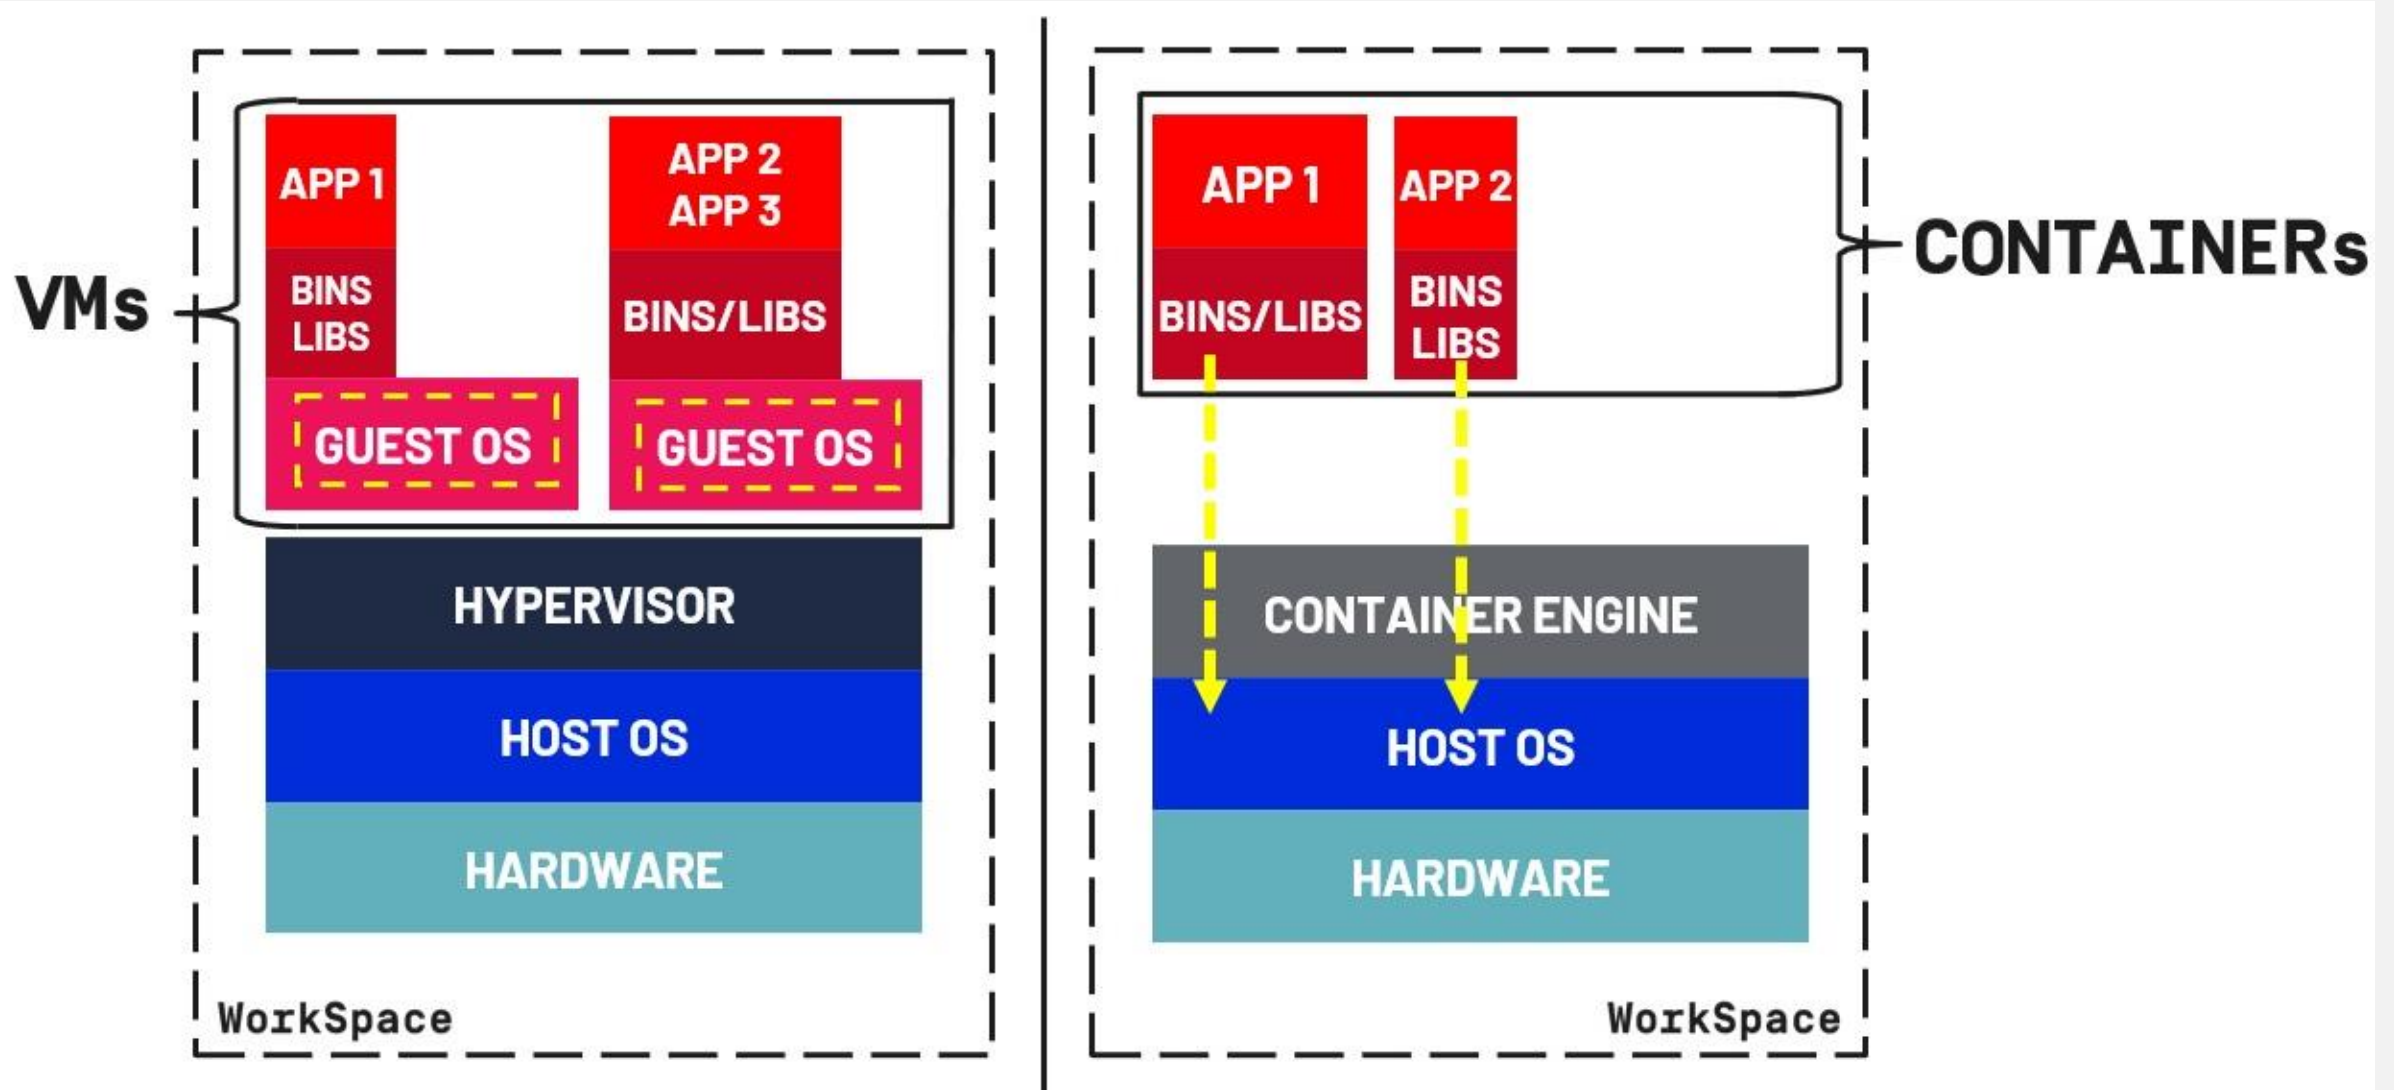 VMs
APP 1
BINS
LIBS
GUEST OS
APP 2
APP 3
BINS/LIBS
GUEST OS
HYPERVISOR
HOST OS
HARDWARE
WorkSpace
APP 1
BINS/LIBS
APP 2
BINS
LIBS
CONTAINERs
CONTAINER ENGINE
HOST OS
HARDWARE
WorkSpace